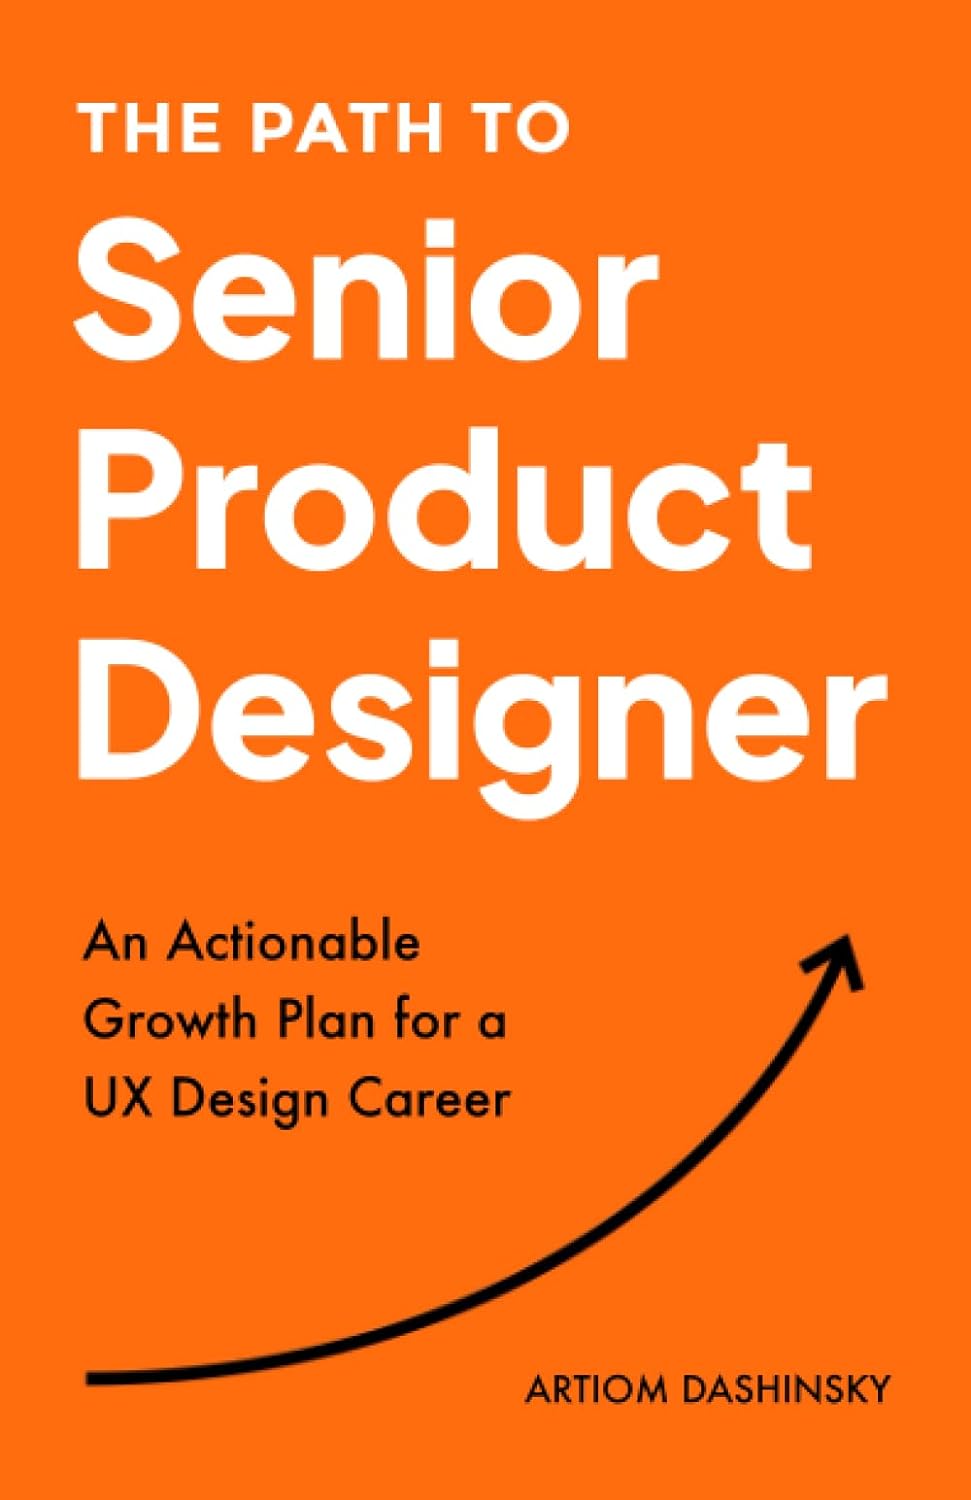 THE PATH TO
Senior
Product
Designer
An Actionable
Growth Plan for a
UX Design Career
ARTIOM DASHINSKY